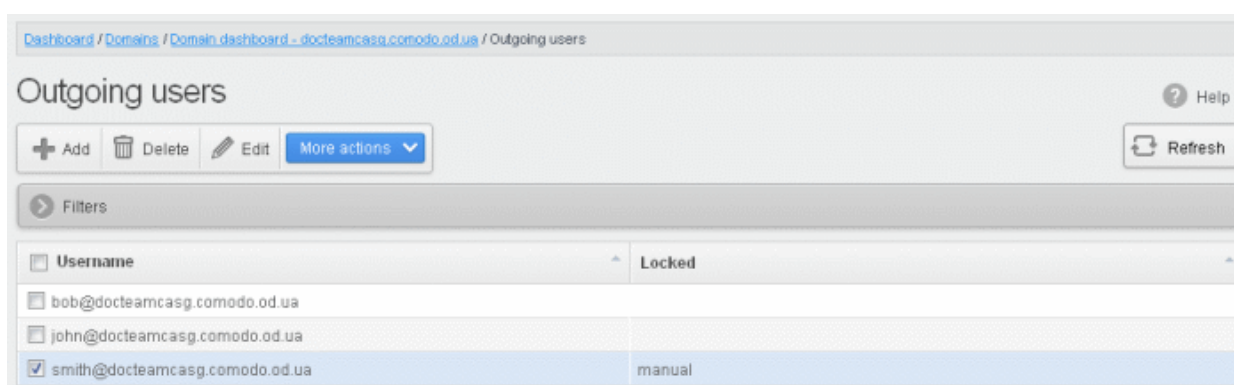 Dashboard / Domains / Domain dashboard - docteamcasg.comodo.od.ua / Outgoing users
Outgoing users
Help
Add Delete Edit More actions
Refresh
Filters
Username Locked
bob@docteamcasg.comodo.od.ua
john@docteamcasg.comodo.od.ua
smith@docteamcasg.comodo.od.ua manual